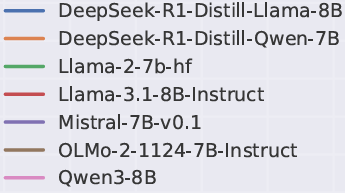 DeepSeek-R1-Distill-Llama-8B
DeepSeek-R1-Distill-Qwen-7B
Llama-2-7b-hf
Llama-3.1-8B-Instruct
Mistral-7B-v0.1
OLMo-2-1124-7B-Instruct
Qwen3-8B